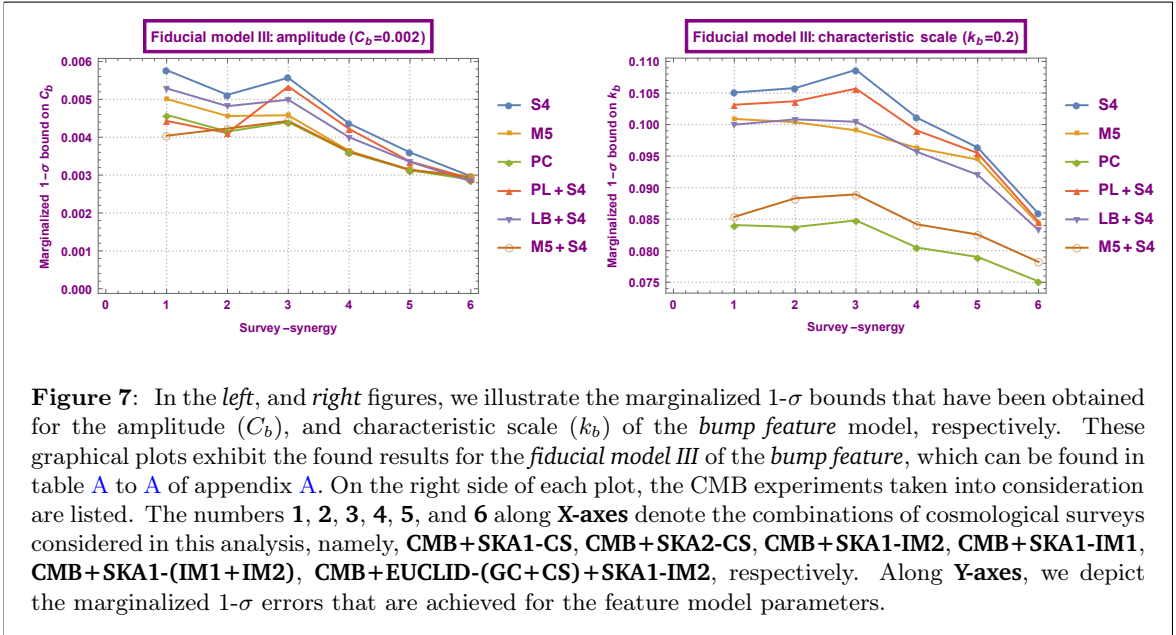 Fiducial model III: amplitude (C_b=0.002)
0.006
0.005
0.004
0.003
0.002
0.001
0.000
Marginalized 1−σ bound on C_b
0 1 2 3 4 5 6
Survey−synergy
S4
M5
PC
PL+S4
LB+S4
M5+S4
Fiducial model III: characteristic scale (k_b=0.2)
0.110
0.105
0.100
0.095
0.090
0.085
0.080
0.075
Marginalized 1−σ bound on k_b
0 1 2 3 4 5 6
Survey−synergy
S4
M5
PC
PL+S4
LB+S4
M5+S4
Figure 7: In the left, and right figures, we illustrate the marginalized 1-σ bounds that have been obtained
for the amplitude (C_b), and characteristic scale (k_b) of the bump feature model, respectively. These
graphical plots exhibit the found results for the fiducial model III of the bump feature, which can be found in
table A to A of appendix A. On the right side of each plot, the CMB experiments taken into consideration
are listed. The numbers 1, 2, 3, 4, 5, and 6 along X-axes denote the combinations of cosmological surveys
considered in this analysis, namely, CMB+SKA1-CS, CMB+SKA2-CS, CMB+SKA1-IM2, CMB+SKA1-IM1,
CMB+SKA1-(IM1+IM2), CMB+EUCLID-(GC+CS)+SKA1-IM2, respectively. Along Y-axes, we depict
the marginalized 1-σ errors that are achieved for the feature model parameters.